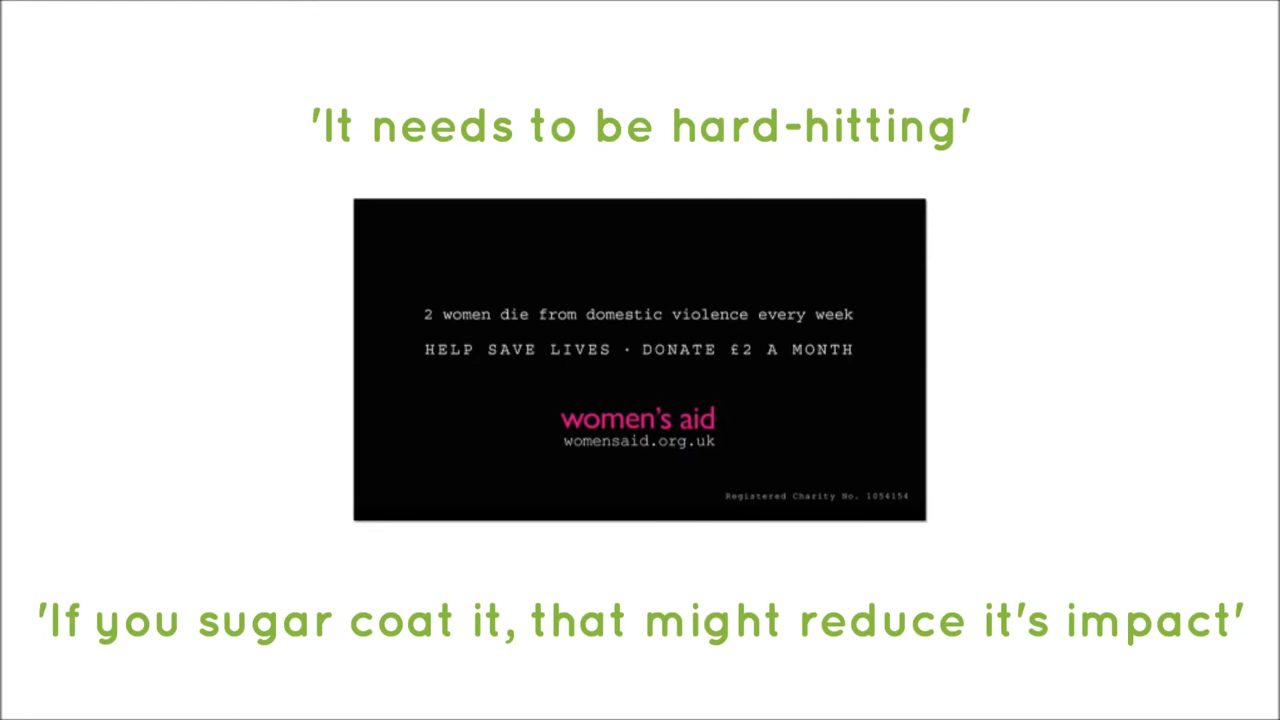 'It needs to be hard-hitting'
2 women die from domestic violence every week
HELP SAVE LIVES · DONATE £2 A MONTH
women's aid
womensaid.org.uk
Registered Charity No. 1054154
'If you sugar coat it, that might reduce it's impact'